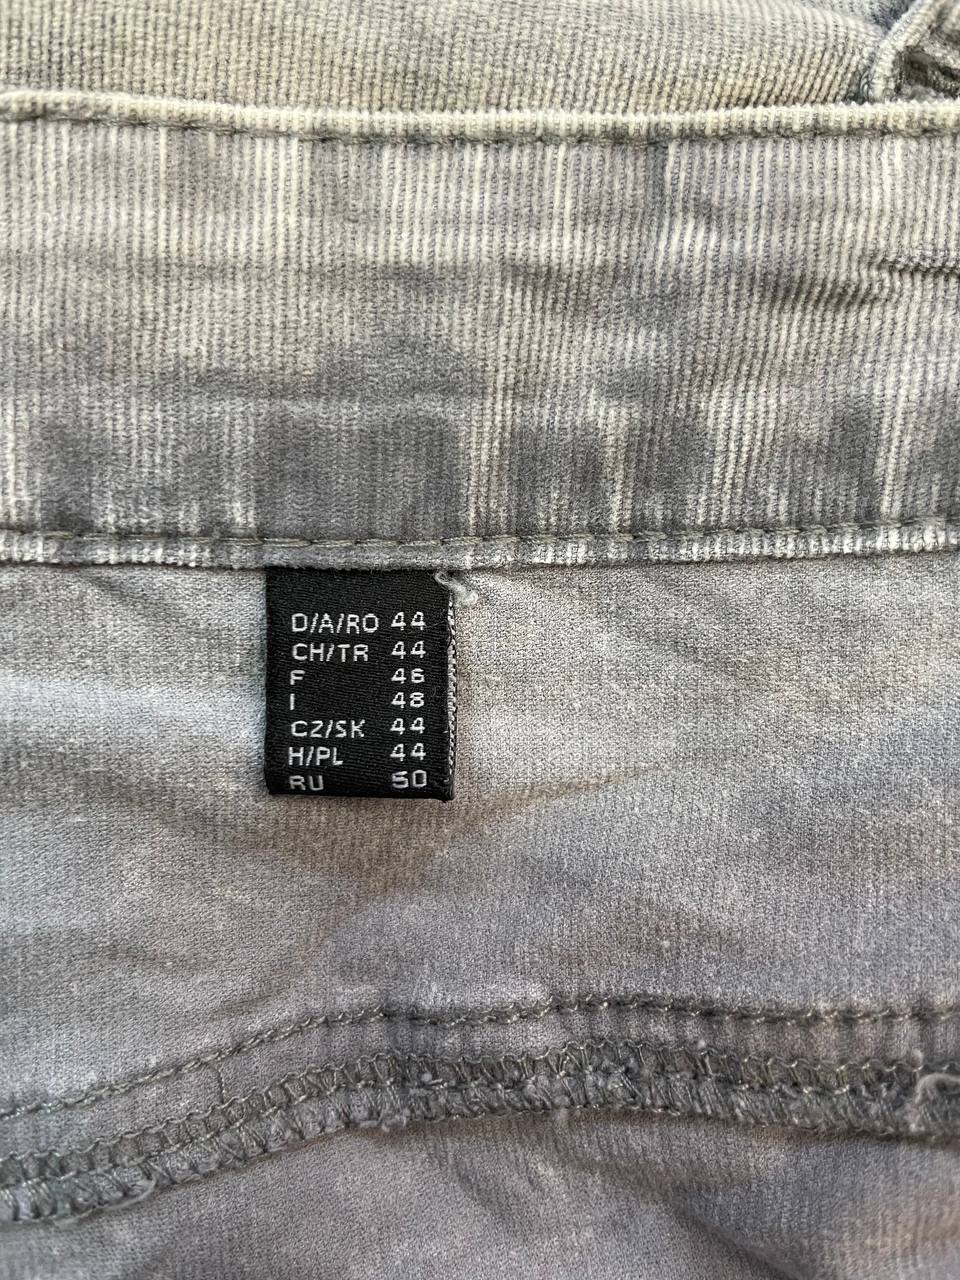 D/A/RO 44
CH/TR 44
F 46
I 48
CZ/SK 44
H/PL 44
RU 50